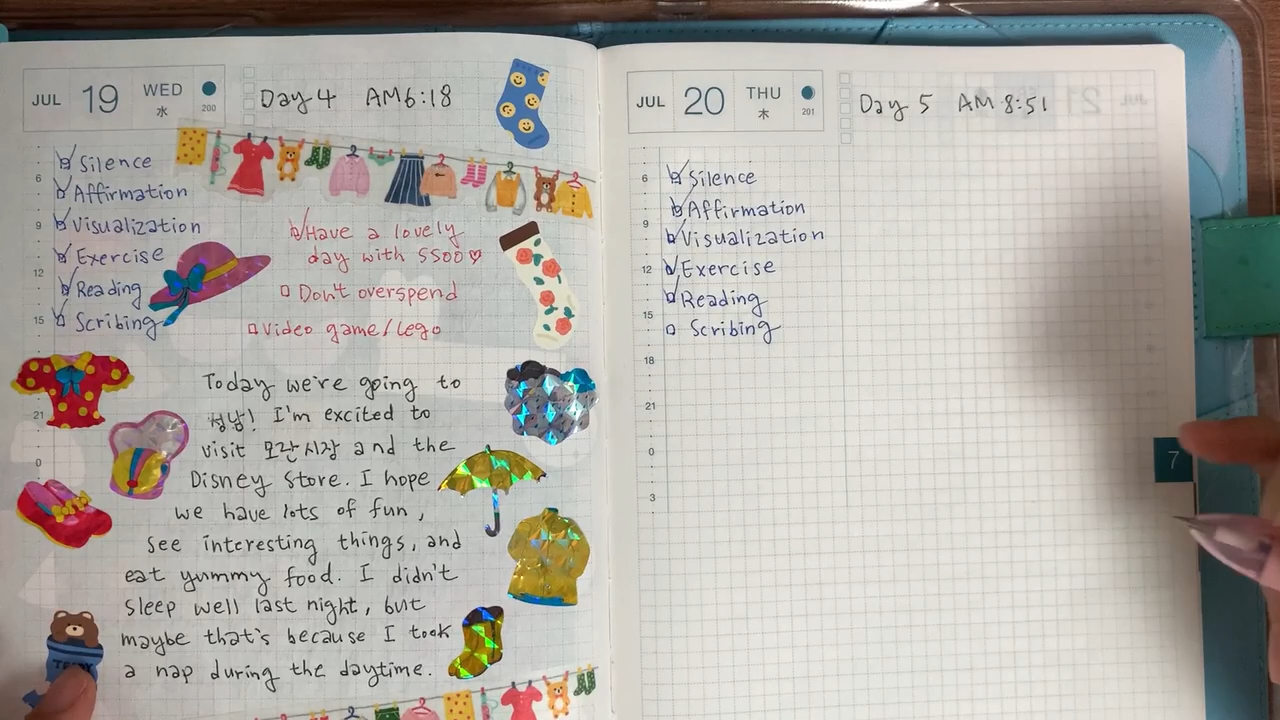 JUL 19 WED 水 200
Day 4 AM 6:18
Silence
Affirmation
Visualization
Exercise
Reading
Scribing
6
9
12
15
21
0
Have a lovely
day with SSOO♡
Don't overspend
Video game/Lego
Today we're going to
성남! I'm excited to
visit 모란시장 and the
Disney Store. I hope
we have lots of fun,
see interesting things, and
eat yummy food. I didn't
sleep well last night, but
maybe that's because I took
a nap during the daytime.
JUL 20 THU 木 201
Day 5 AM 8:51
Silence
Affirmation
Visualization
Exercise
Reading
Scribing
6
9
12
15
18
21
0
3
7